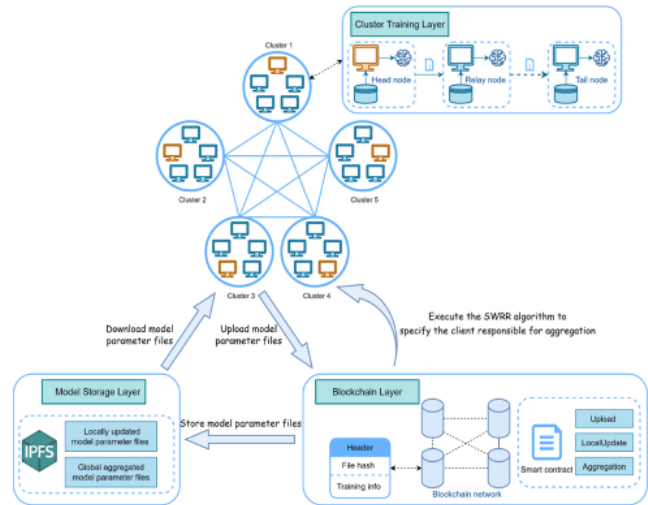 Cluster Training Layer
Cluster 1
Head node
Relay node
Tail node
Cluster 2
Cluster 5
Cluster 3
Cluster 4
Download model
parameter files
Upload model
parameter files
Execute the SWRR algorithm to
specify the client responsible for aggregation
Model Storage Layer
IPFS
Locally updated
model parameter files
Global aggregated
model parameter files
Store model parameter files
Blockchain Layer
Header
File hash
Training info
Blockchain network
Smart contract
Upload
LocalUpdate
Aggregation